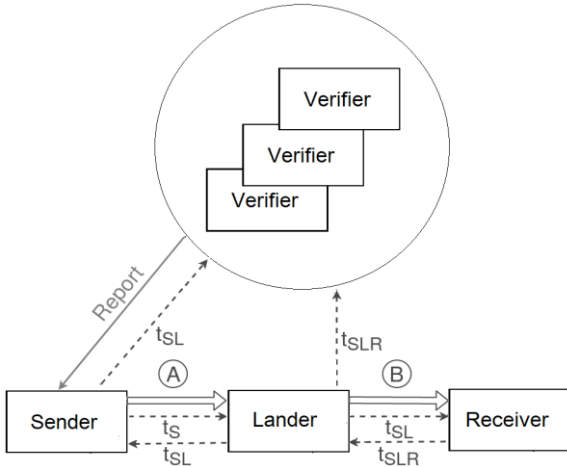 Verifier
Verifier
Verifier
Report
tSL
tSLR
A
B
Sender
tS
tSL
Lander
tSL
tSLR
Receiver